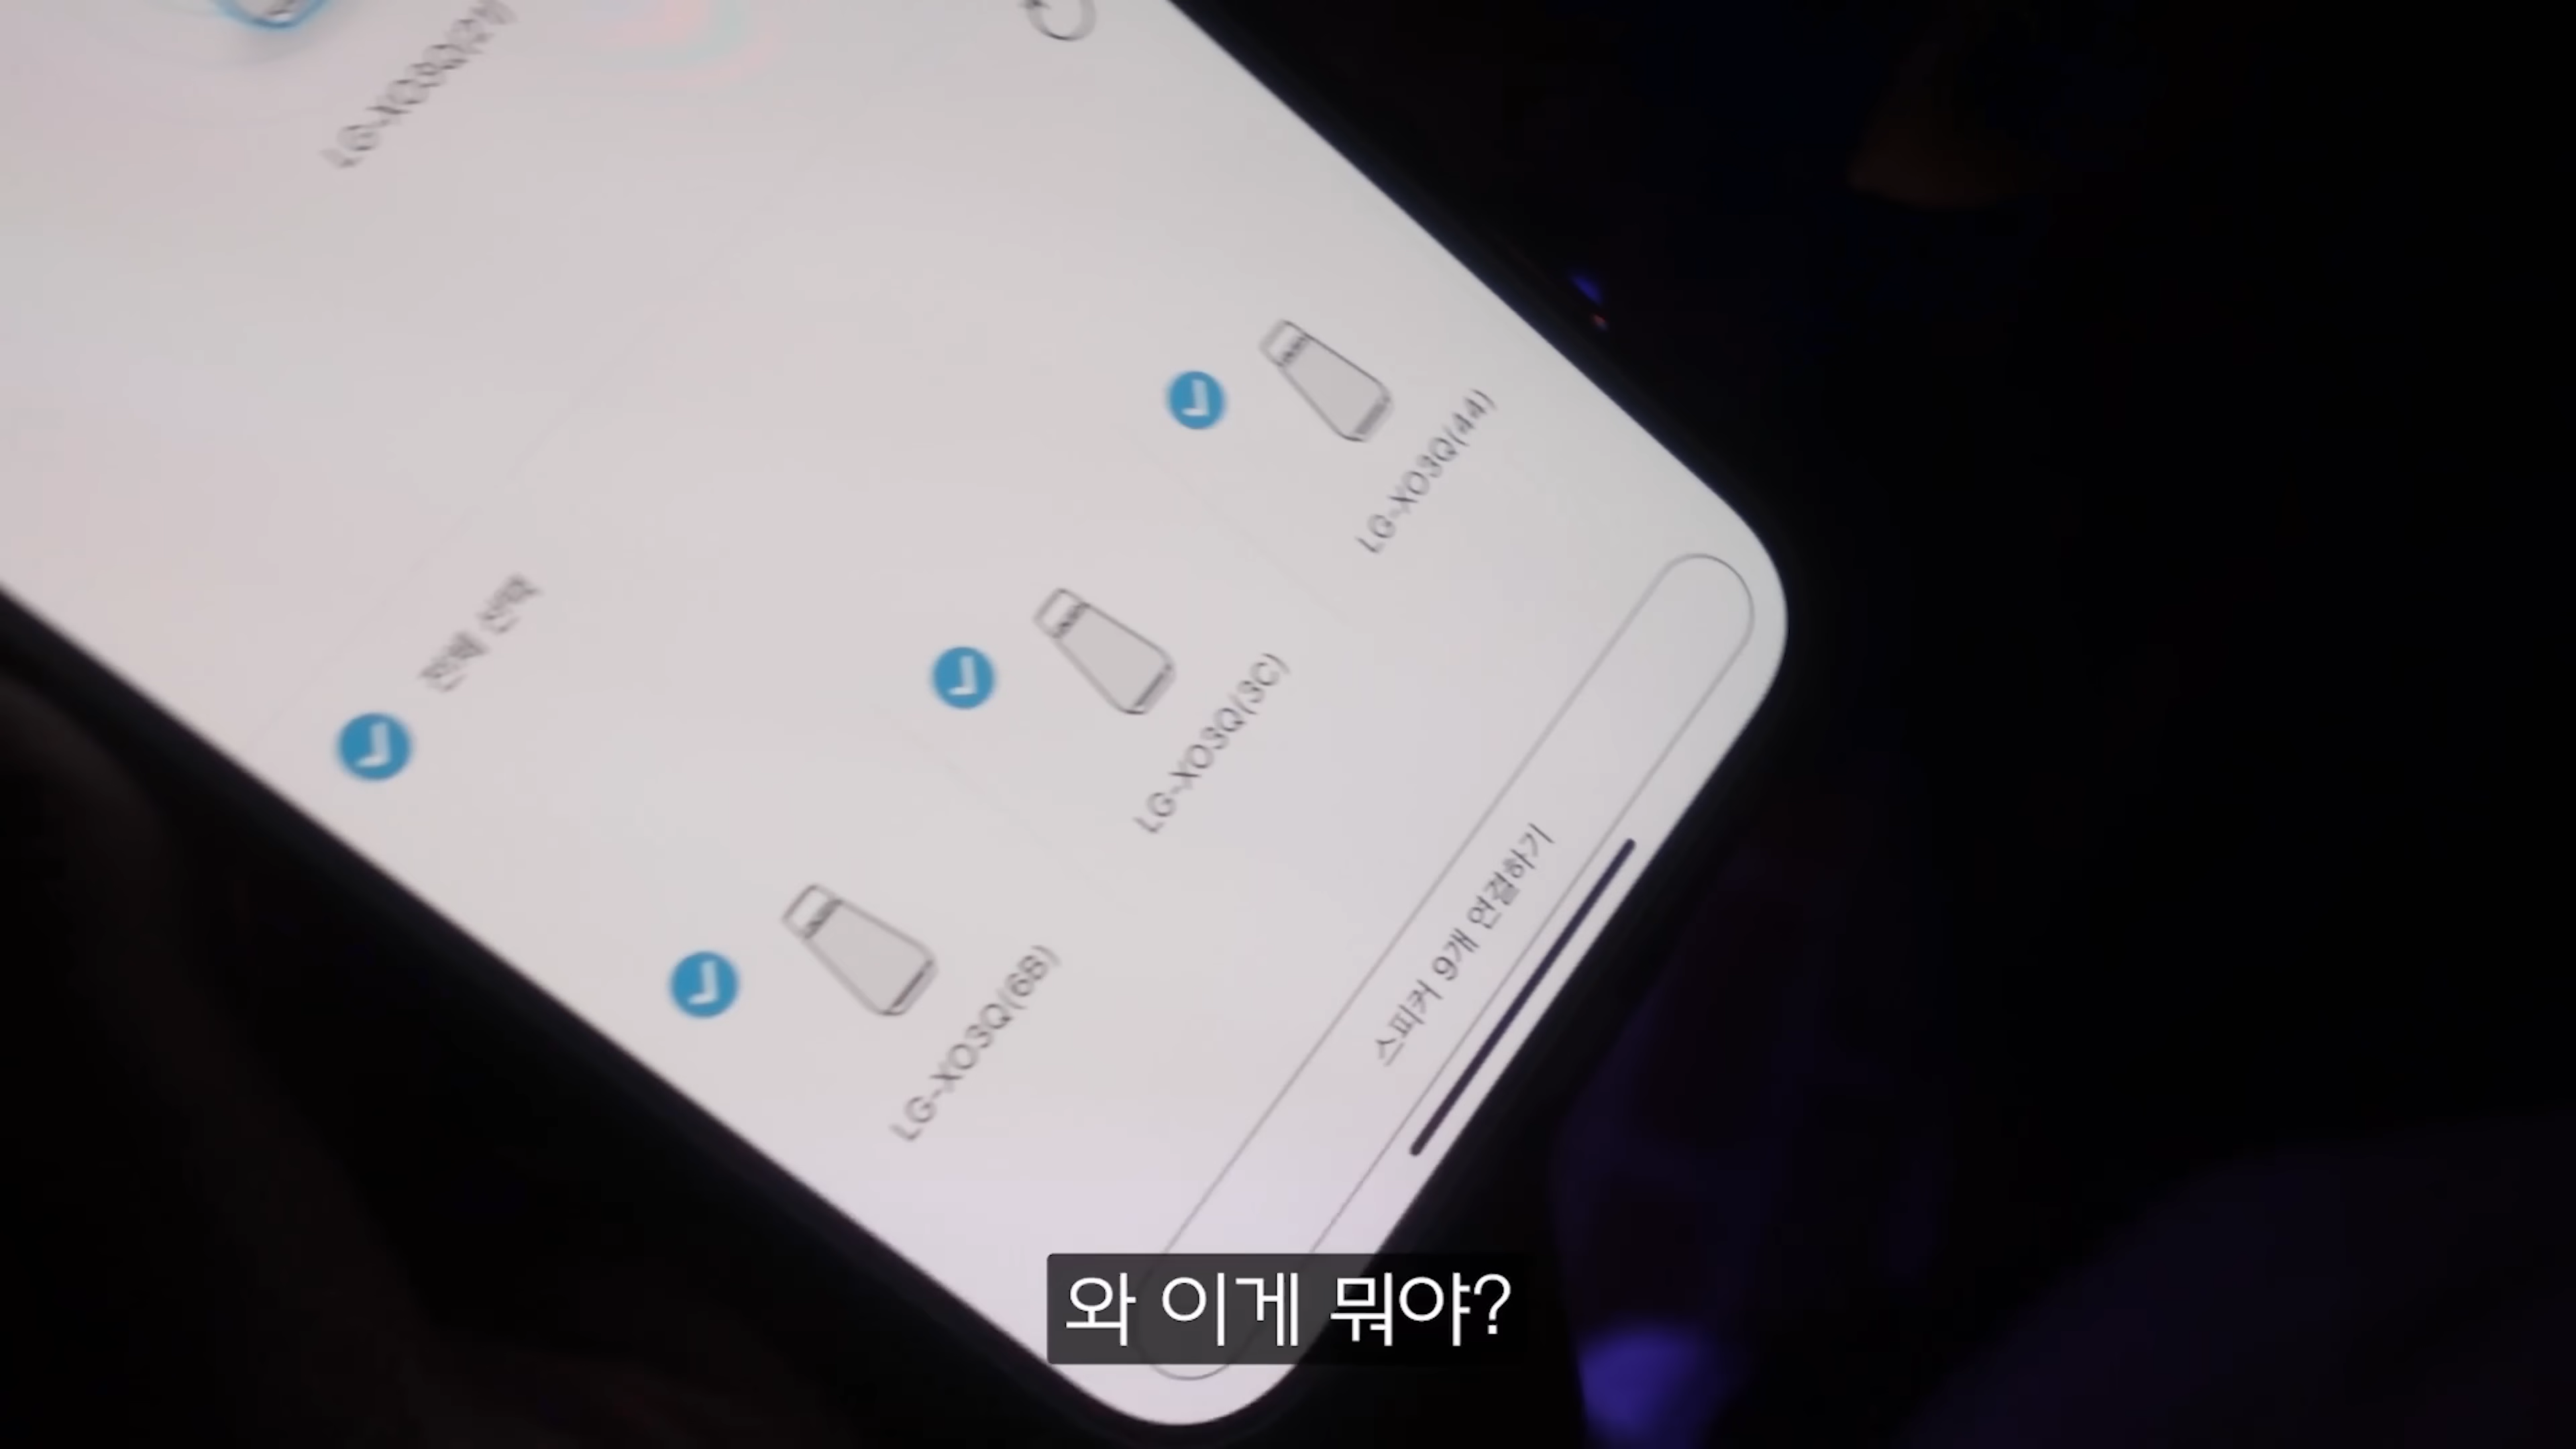 전체 선택
LG-XO3Q(6B)
LG-XO3Q(3C)
LG-XO3Q(44)
스피커 9개 연결하기
와 이게 뭐야?